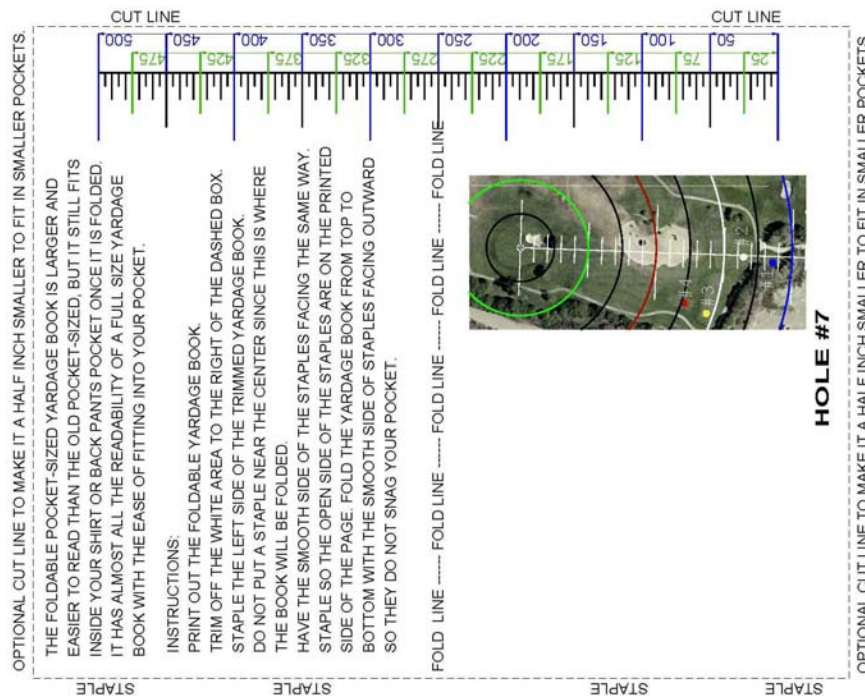 CUT LINE
CUT LINE
OPTIONAL CUT LINE TO MAKE IT A HALF INCH SMALLER TO FIT IN SMALLER POCKETS.
THE FOLDABLE POCKET-SIZED YARDAGE BOOK IS LARGER AND
EASIER TO READ THAN THE OLD POCKET-SIZED, BUT IT STILL FITS
INSIDE YOUR SHIRT OR BACK PANTS POCKET ONCE IT IS FOLDED.
IT HAS ALMOST ALL THE READABILITY OF A FULL SIZE YARDAGE
BOOK WITH THE EASE OF FITTING INTO YOUR POCKET.
INSTRUCTIONS:
PRINT OUT THE FOLDABLE YARDAGE BOOK.
TRIM OFF THE WHITE AREA TO THE RIGHT OF THE DASHED BOX.
STAPLE THE LEFT SIDE OF THE TRIMMED YARDAGE BOOK.
DO NOT PUT A STAPLE NEAR THE CENTER SINCE THIS IS WHERE
THE BOOK WILL BE FOLDED.
HAVE THE SMOOTH SIDE OF THE STAPLES FACING THE SAME WAY.
STAPLE SO THE OPEN SIDE OF THE STAPLES ARE ON THE PRINTED
SIDE OF THE PAGE. FOLD THE YARDAGE BOOK FROM TOP TO
BOTTOM WITH THE SMOOTH SIDE OF STAPLES FACING OUTWARD
SO THEY DO NOT SNAG YOUR POCKET.
FOLD LINE ------ FOLD LINE ------ FOLD LINE ------ FOLD LINE ------ FOLD LINE
500
475
450
425
400
375
350
325
300
275
250
225
200
175
150
125
100
75
50
25
#4
#3
#2
#1
HOLE #7
OPTIONAL CUT LINE TO MAKE IT A HALF INCH SMALLER TO FIT IN SMALLER POCKETS
STAPLE
STAPLE
STAPLE
STAPLE